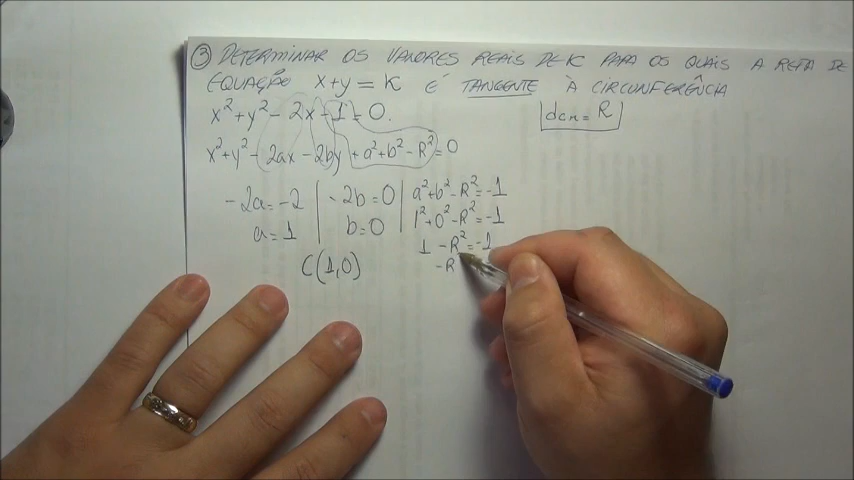 ③ DETERMINAR OS VALORES REAIS DE K PARA OS QUAIS A RETA DE
EQUAÇÃO x+y=K É TANGENTE À CIRCUNFERÊNCIA
x²+y²-2x-1=0.
dcr=R
x²+y²-2ax-2by+a²+b²-R²=0
-2a=-2 | -2b=0 | a²+b²-R²=-1
a=1 | b=0 | 1²+0²-R²=-1
1-R²=-1
C(1,0)
-R